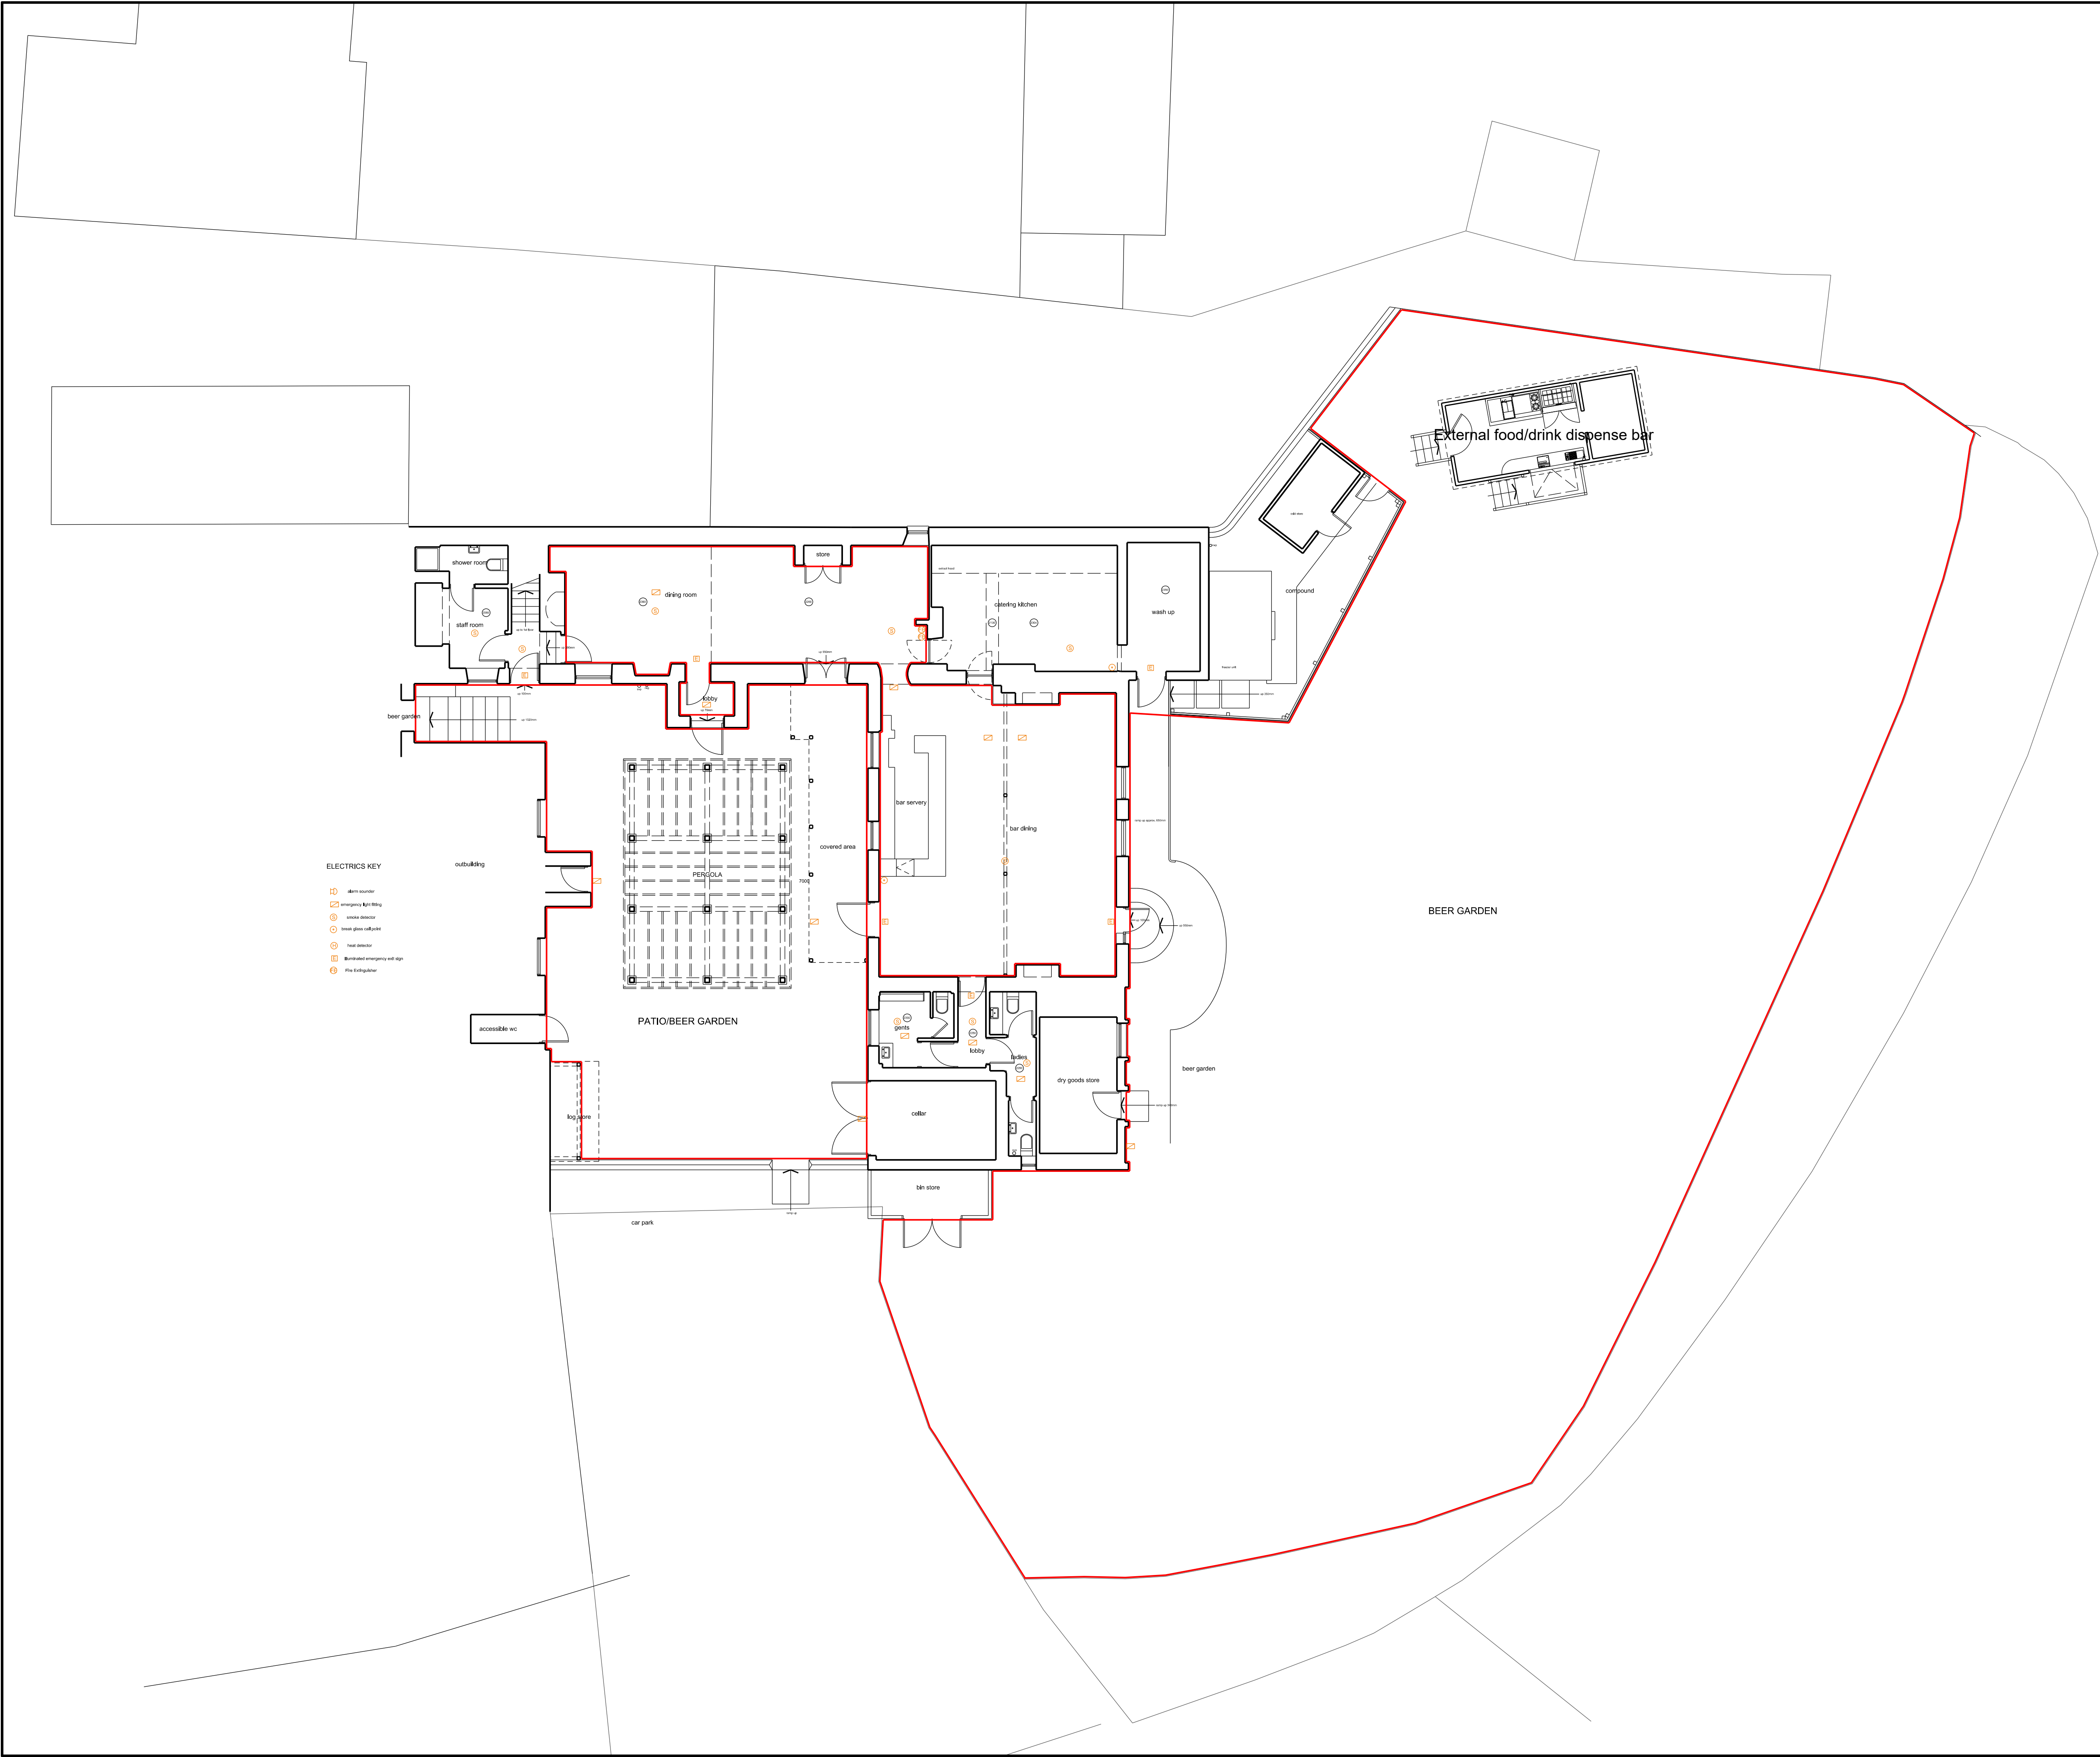 External food/drink dispense bar
shower room
store
dining room
catering kitchen
wash up
compound
staff room
lobby
beer garden
bar servery
bar dining
covered area
PERGOLA
outbuilding
ELECTRICS KEY
alarm sounder
emergency light fitting
smoke detector
break glass call point
heat detector
illuminated emergency exit sign
Fire Extinguisher
BEER GARDEN
PATIO/BEER GARDEN
accessible wc
gents
lobby
ladies
dry goods store
beer garden
log store
cellar
bin store
car park
ramp up